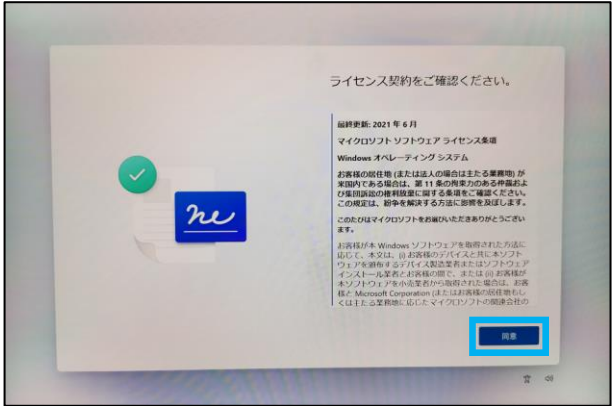 ライセンス契約をご確認ください。
最終更新: 2021 年 6 月
マイクロソフト ソフトウェア ライセンス条項
Windows オペレーティング システム
お客様の居住地 (または法人の場合は主たる業務地) が
米国内である場合は、第 11 条の拘束力のある仲裁およ
び集団訴訟の権利放棄に関する条項をご確認ください。
この規定は、紛争を解決する方法に影響を及ぼします。
このたびはマイクロソフトをお選びいただきありがとうござい
ます。
お客様が本 Windows ソフトウェアを取得された方法に
応じて、本文は、(i) お客様のデバイスと共に本ソフト
ウェアを頒布するデバイス製造業者またはソフトウェア
インストール業者とお客様の間で、または (ii) お客様が
本ソフトウェアを小売業者から取得された場合は、お客
様と Microsoft Corporation (またはお客様の居住地もし
くは主たる業務地に応じたマイクロソフトの関連会社の
同意